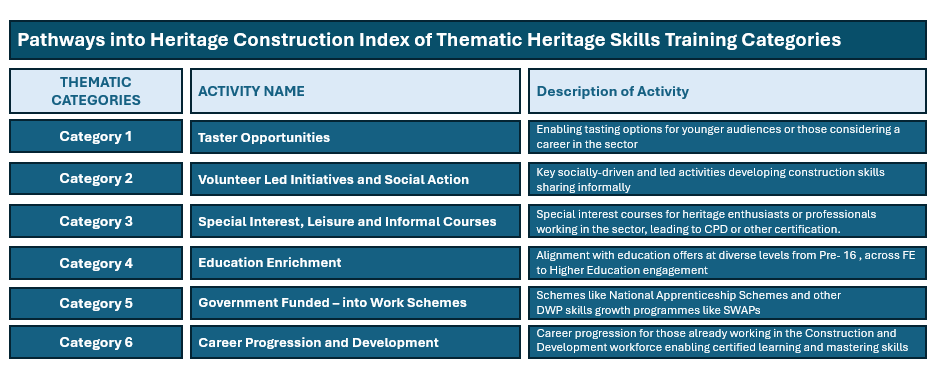 Pathways into Heritage Construction Index of Thematic Heritage Skills Training Categories
THEMATIC
CATEGORIES
ACTIVITY NAME
Description of Activity
Category 1
Taster Opportunities
Enabling tasting options for younger audiences or those considering a
career in the sector
Category 2
Volunteer Led Initiatives and Social Action
Key socially-driven and led activities developing construction skills
sharing informally
Category 3
Special Interest, Leisure and Informal Courses
Special interest courses for heritage enthusiasts or professionals
working in the sector, leading to CPD or other certification.
Category 4
Education Enrichment
Alignment with education offers at diverse levels from Pre- 16 , across FE
to Higher Education engagement
Category 5
Government Funded – into Work Schemes
Schemes like National Apprenticeship Schemes and other
DWP skills growth programmes like SWAPs
Category 6
Career Progression and Development
Career progression for those already working in the Construction and
Development workforce enabling certified learning and mastering skills